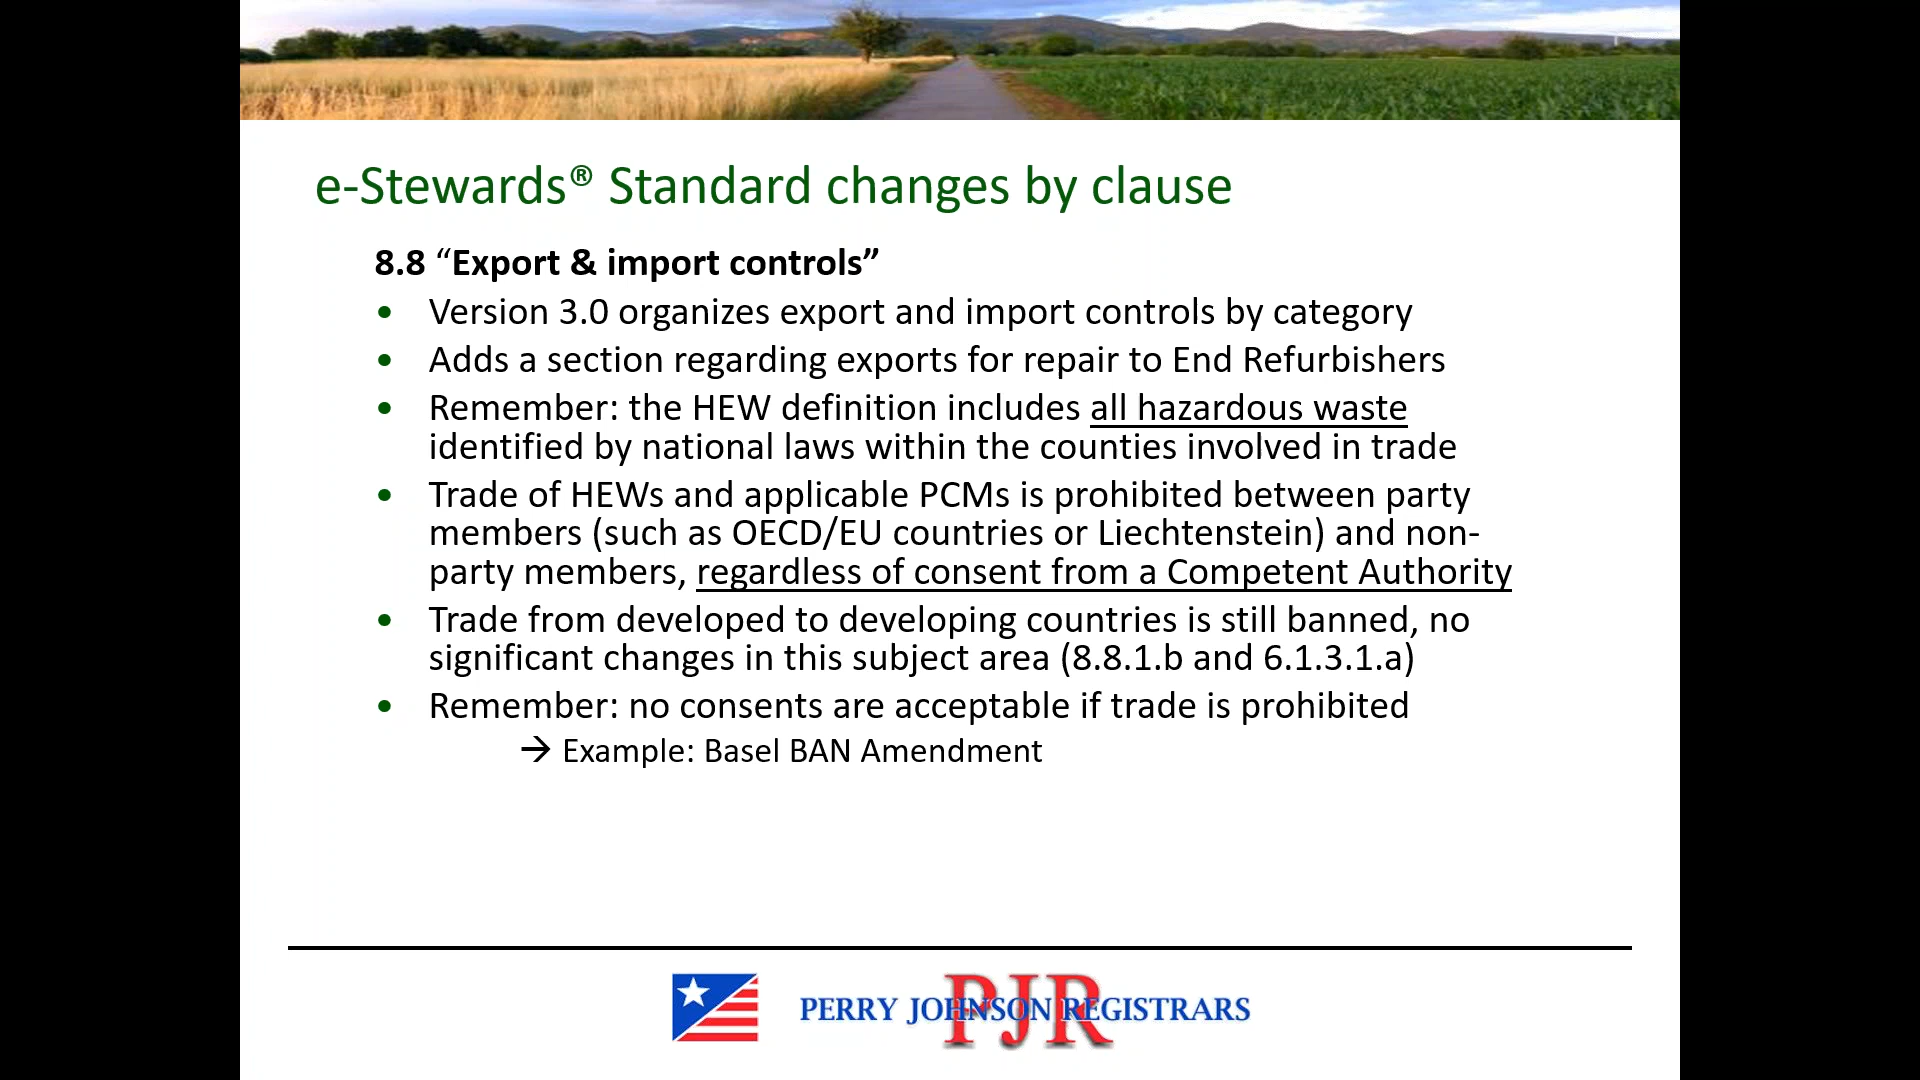 e-Stewards® Standard changes by clause
8.8 “Export & import controls”
• Version 3.0 organizes export and import controls by category
• Adds a section regarding exports for repair to End Refurbishers
• Remember: the HEW definition includes all hazardous waste
identified by national laws within the counties involved in trade
• Trade of HEWs and applicable PCMs is prohibited between party
members (such as OECD/EU countries or Liechtenstein) and non-
party members, regardless of consent from a Competent Authority
• Trade from developed to developing countries is still banned, no
significant changes in this subject area (8.8.1.b and 6.1.3.1.a)
• Remember: no consents are acceptable if trade is prohibited
→ Example: Basel BAN Amendment
PJR
PERRY JOHNSON REGISTRARS